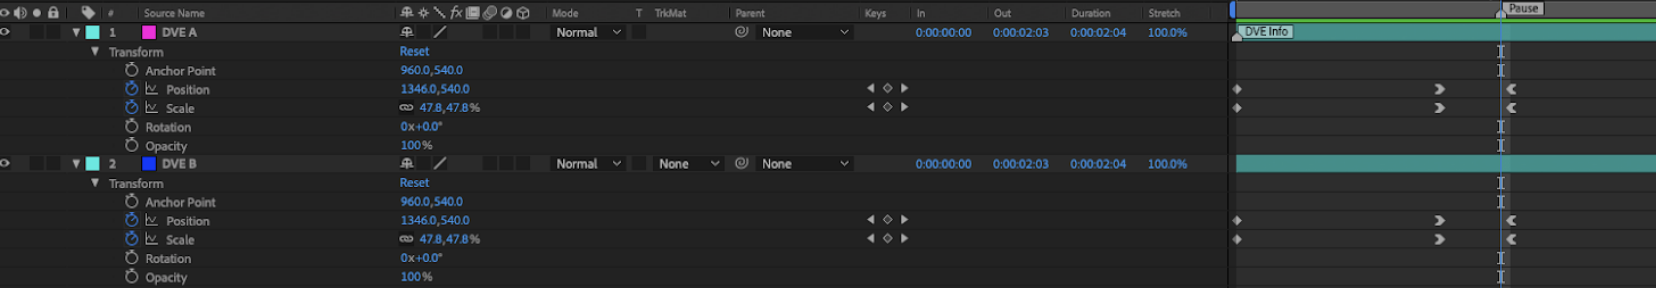 # Source Name fx Mode T TrkMat Parent Keys In Out Duration Stretch Pause
1 DVE A Normal None 0:00:00:00 0:00:02:03 0:00:02:04 100.0% DVE Info
Transform Reset
Anchor Point 960.0,540.0
Position 1346.0,540.0
Scale 47.8,47.8%
Rotation 0x+0.0°
Opacity 100%
2 DVE B Normal None None 0:00:00:00 0:00:02:03 0:00:02:04 100.0%
Transform Reset
Anchor Point 960.0,540.0
Position 1346.0,540.0
Scale 47.8,47.8%
Rotation 0x+0.0°
Opacity 100%